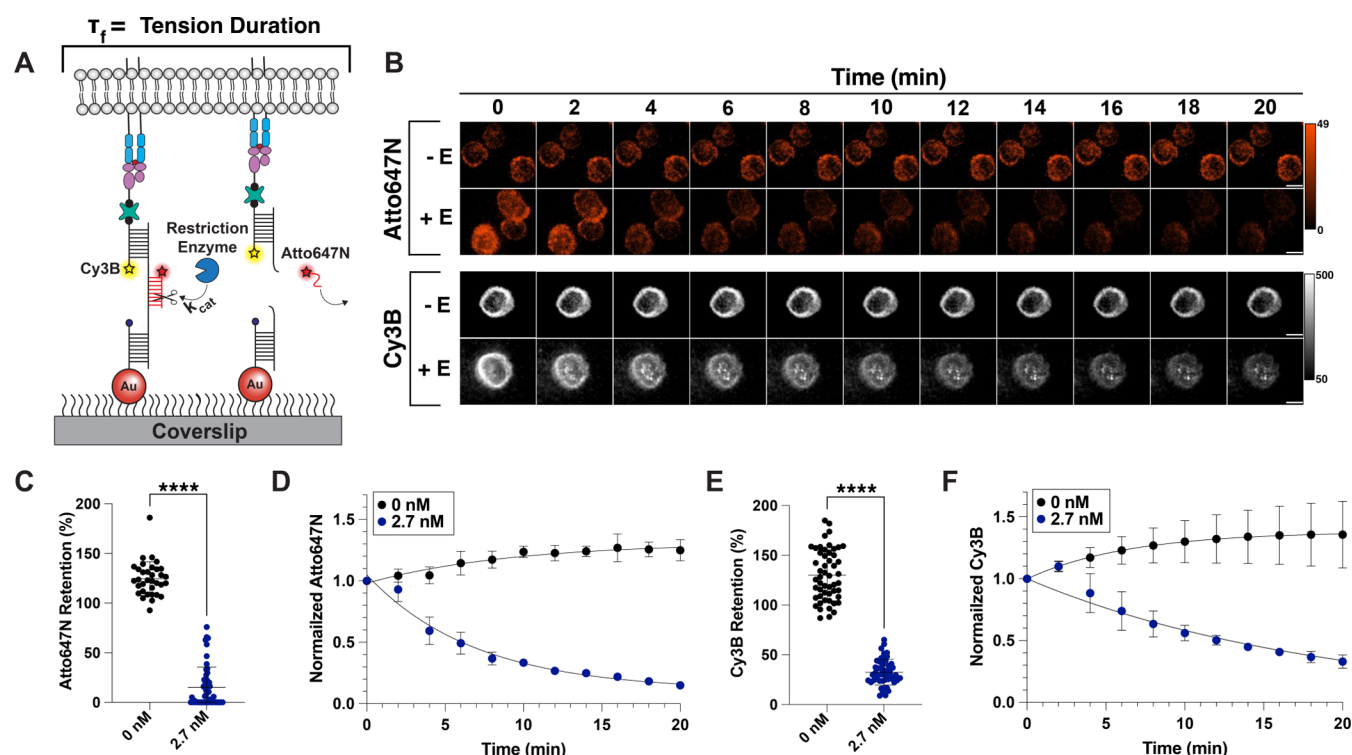 τf = Tension Duration
A
Restriction
Enzyme
Cy3B
Atto647N
kcat
Au
Au
Coverslip
B
Time (min)
0 2 4 6 8 10 12 14 16 18 20
Atto647N
- E
+ E
49
0
Cy3B
- E
+ E
500
50
C
Atto647N Retention (%)
200
150
100
50
0
****
0 nM
2.7 nM
D
Normailzed Atto647N
1.5
1.0
0.5
0.0
0 nM
2.7 nM
0 5 10 15 20
Time (min)
E
Cy3B Retention (%)
200
150
100
50
0
****
0 nM
2.7 nM
F
Normailzed Cy3B
1.5
1.0
0.5
0.0
0 nM
2.7 nM
0 5 10 15 20
Time (min)